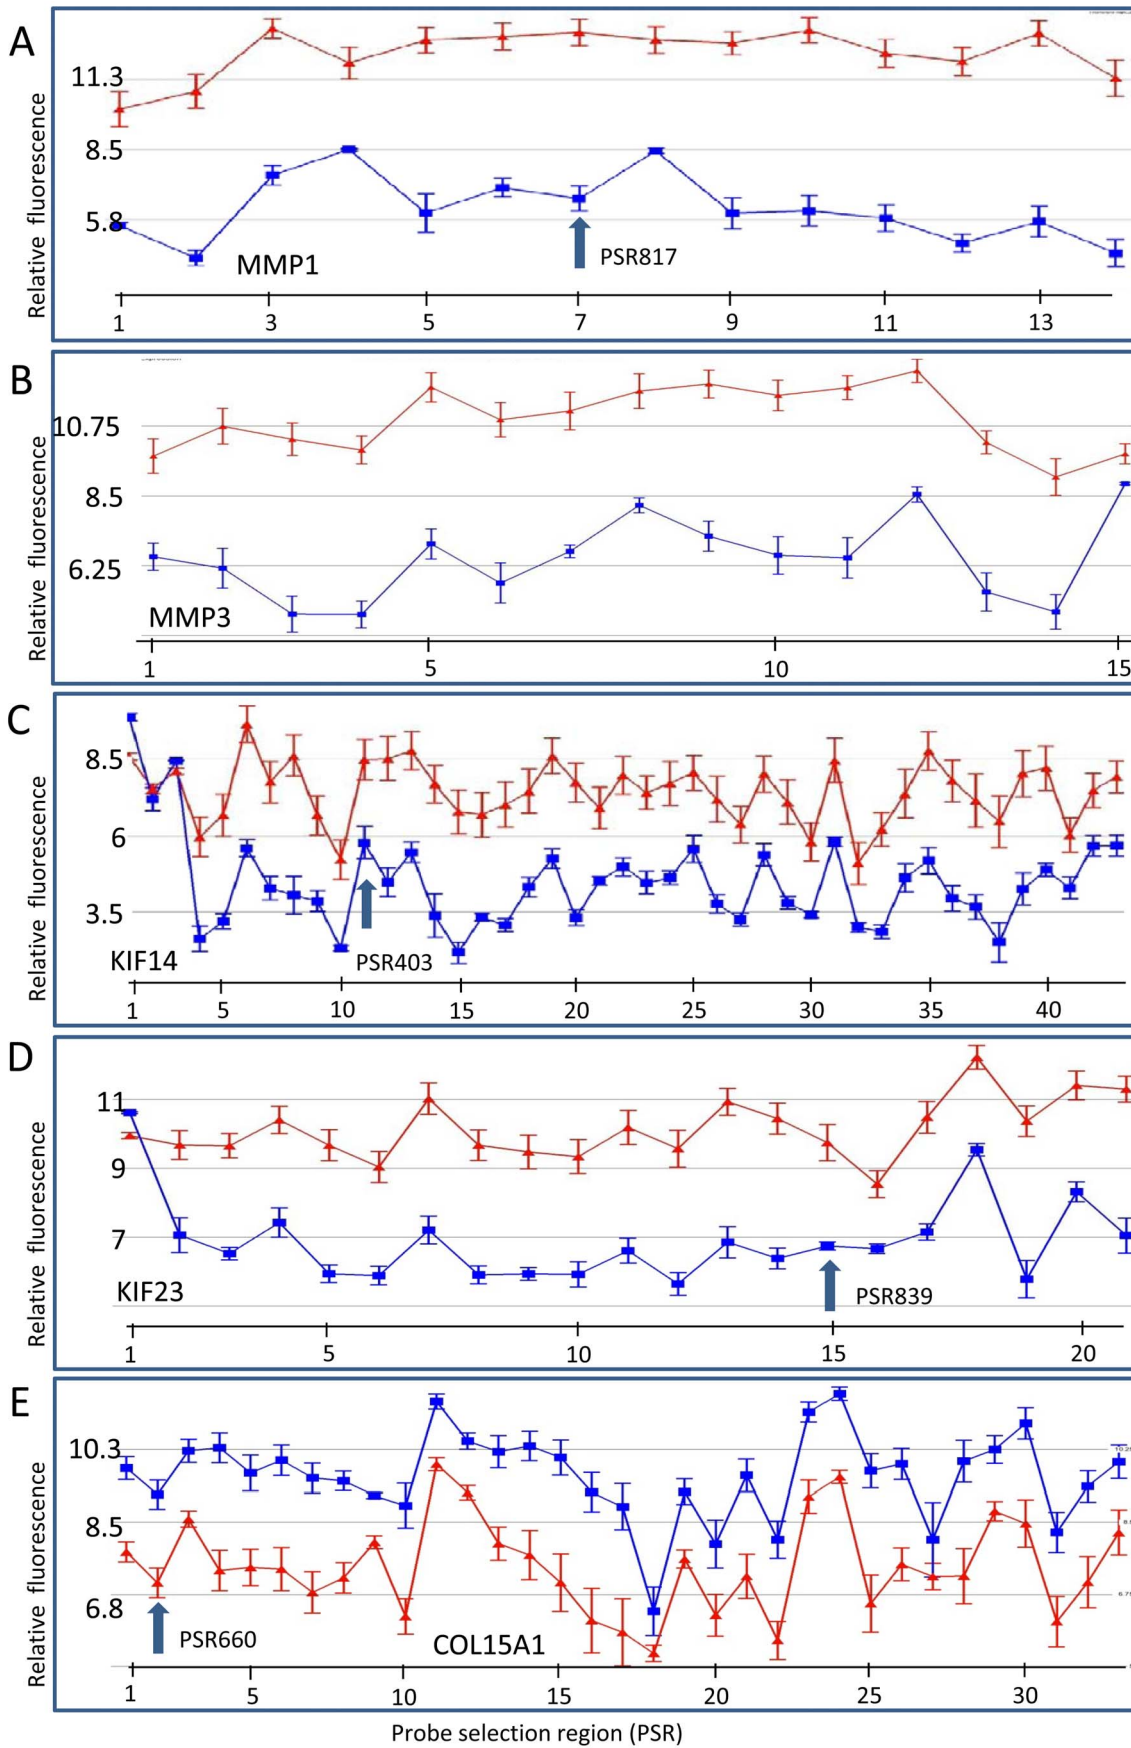 A
Relative fluorescence
11.3
8.5
5.8
MMP1
PSR817
1 3 5 7 9 11 13
B
Relative fluorescence
10.75
8.5
6.25
MMP3
1 5 10 15
C
Relative fluorescence
8.5
6
3.5
KIF14
PSR403
1 5 10 15 20 25 30 35 40
D
Relative fluorescence
11
9
7
KIF23
PSR839
1 5 10 15 20
E
Relative fluorescence
10.3
8.5
6.8
PSR660
COL15A1
1 5 10 15 20 25 30
Probe selection region (PSR)